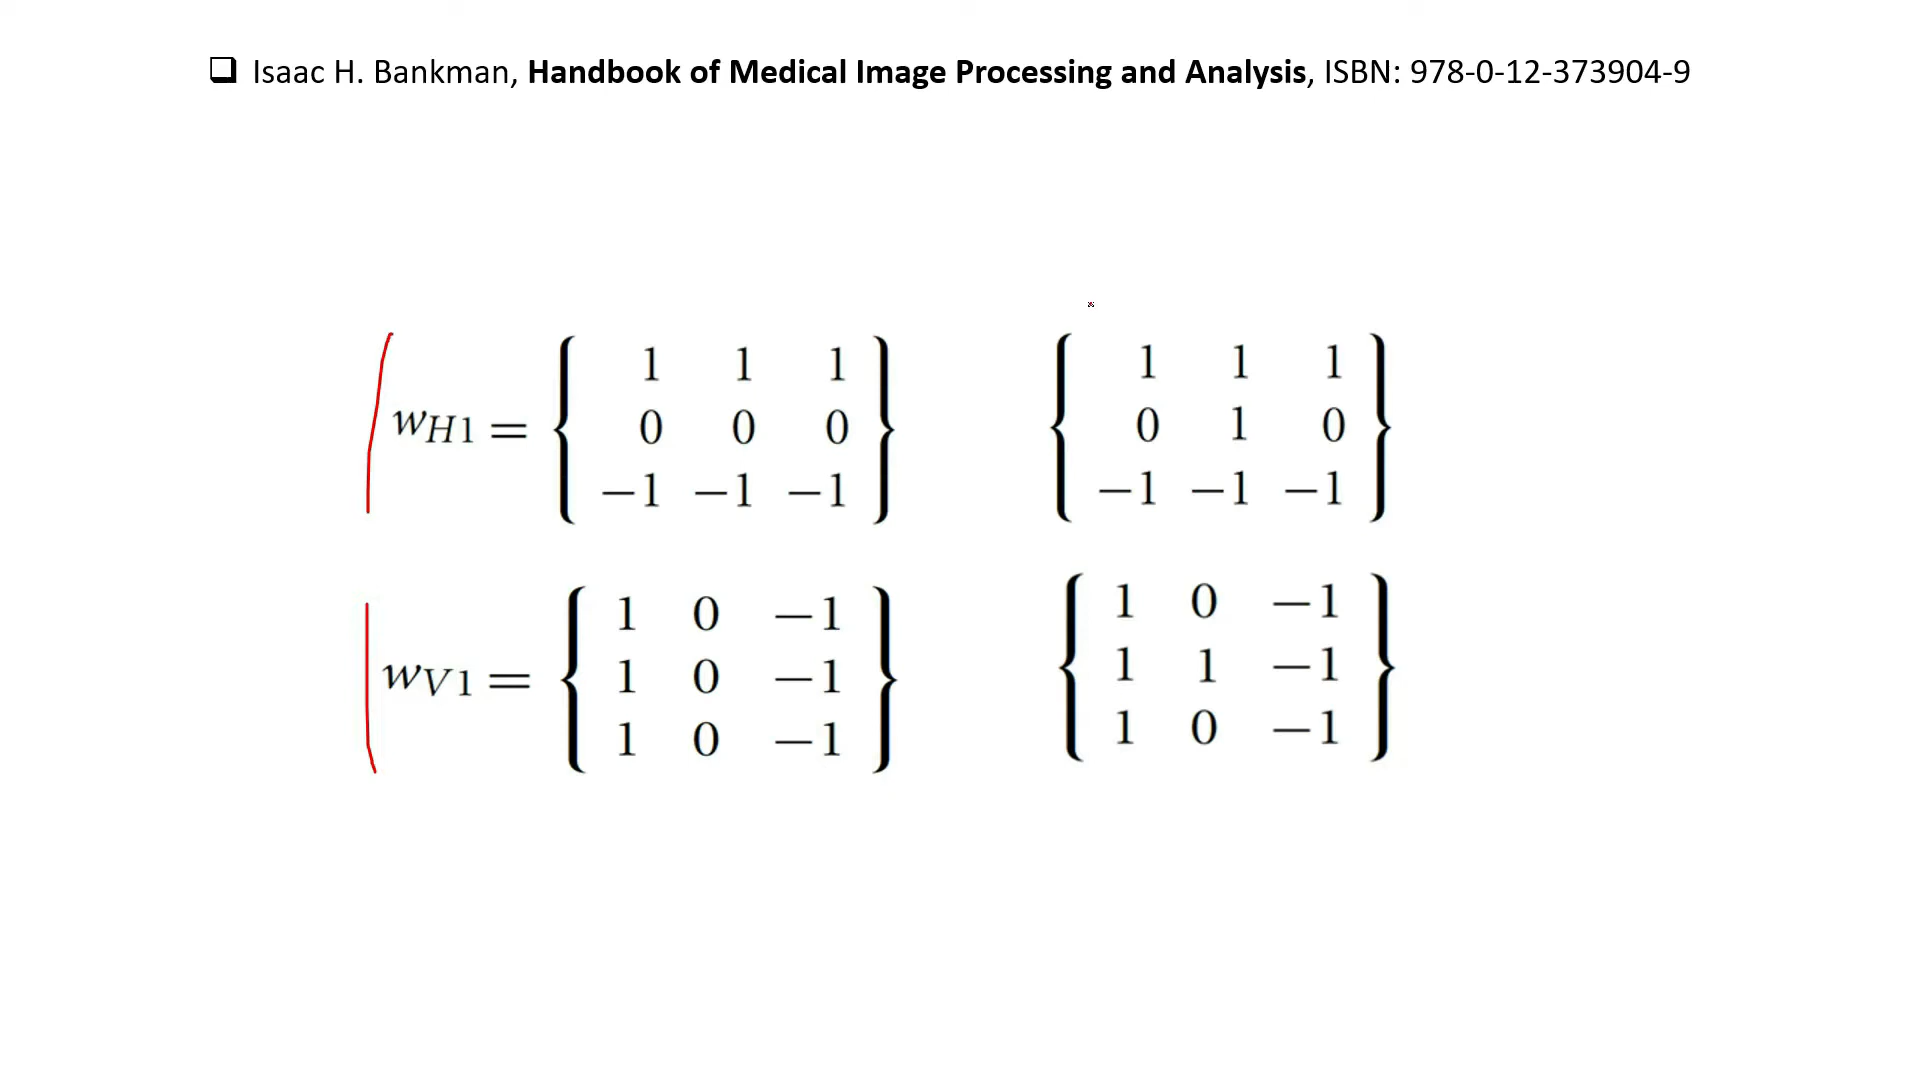 ❑ Isaac H. Bankman, Handbook of Medical Image Processing and Analysis, ISBN: 978-0-12-373904-9
1 1 1
w_H1 = { 0 0 0 }
−1 −1 −1
1 1 1
{ 0 1 0 }
−1 −1 −1
1 0 −1
w_V1 = { 1 0 −1 }
1 0 −1
1 0 −1
{ 1 1 −1 }
1 0 −1